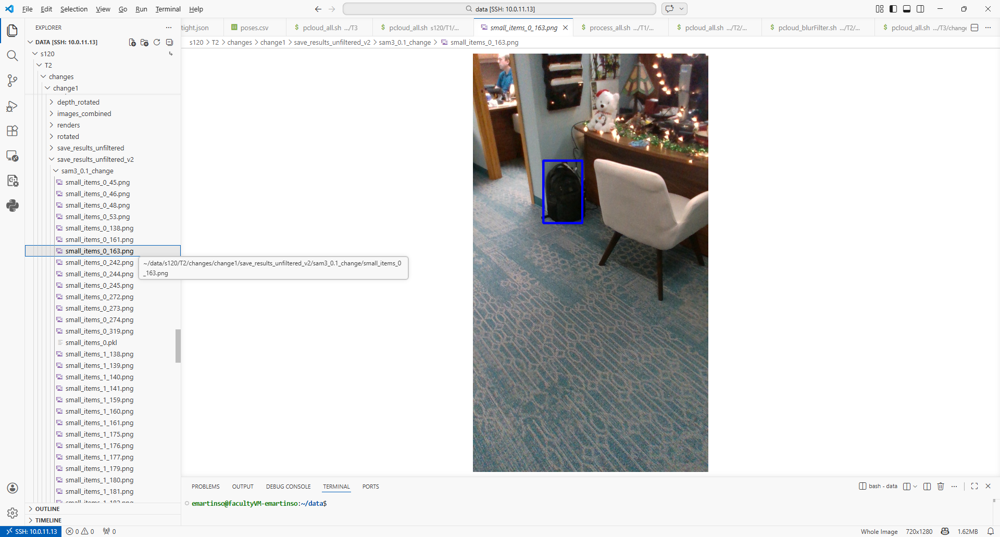 File Edit Selection View Go Run Terminal Help
data [SSH: 10.0.11.13]
EXPLORER
tight.json
poses.csv
pcloud_all.sh .../T3
pcloud_all.sh s120/T1/...
small_items_0_163.png
process_all.sh .../T1/...
pcloud_all.sh .../T2/...
pcloud_blurFilter.sh .../T2/...
pcloud_all.sh .../T3/change
DATA [SSH: 10.0.11.13]
s120 > T2 > changes > change1 > save_results_unfiltered_v2 > sam3_0.1_change > small_items_0_163.png
s120
T2
changes
change1
depth_rotated
images_combined
renders
rotated
save_results_unfiltered
save_results_unfiltered_v2
sam3_0.1_change
small_items_0_45.png
small_items_0_46.png
small_items_0_48.png
small_items_0_53.png
small_items_0_138.png
small_items_0_161.png
small_items_0_163.png
small_items_0_242.png
~/data/s120/T2/changes/change1/save_results_unfiltered_v2/sam3_0.1_change/small_items_0
_163.png
small_items_0_244.png
small_items_0_245.png
small_items_0_272.png
small_items_0_273.png
small_items_0_274.png
small_items_0_319.png
small_items_0.pkl
small_items_1_138.png
small_items_1_139.png
small_items_1_140.png
small_items_1_141.png
small_items_1_159.png
small_items_1_160.png
small_items_1_161.png
small_items_1_175.png
small_items_1_176.png
small_items_1_177.png
small_items_1_179.png
small_items_1_180.png
small_items_1_181.png
small_items_1_182.png
OUTLINE
TIMELINE
PROBLEMS OUTPUT DEBUG CONSOLE TERMINAL PORTS
bash - data
emartinso@facultyVM-emartinso:~/data$
SSH: 10.0.11.13 0 0 0
Whole Image 720x1280 1.62MB